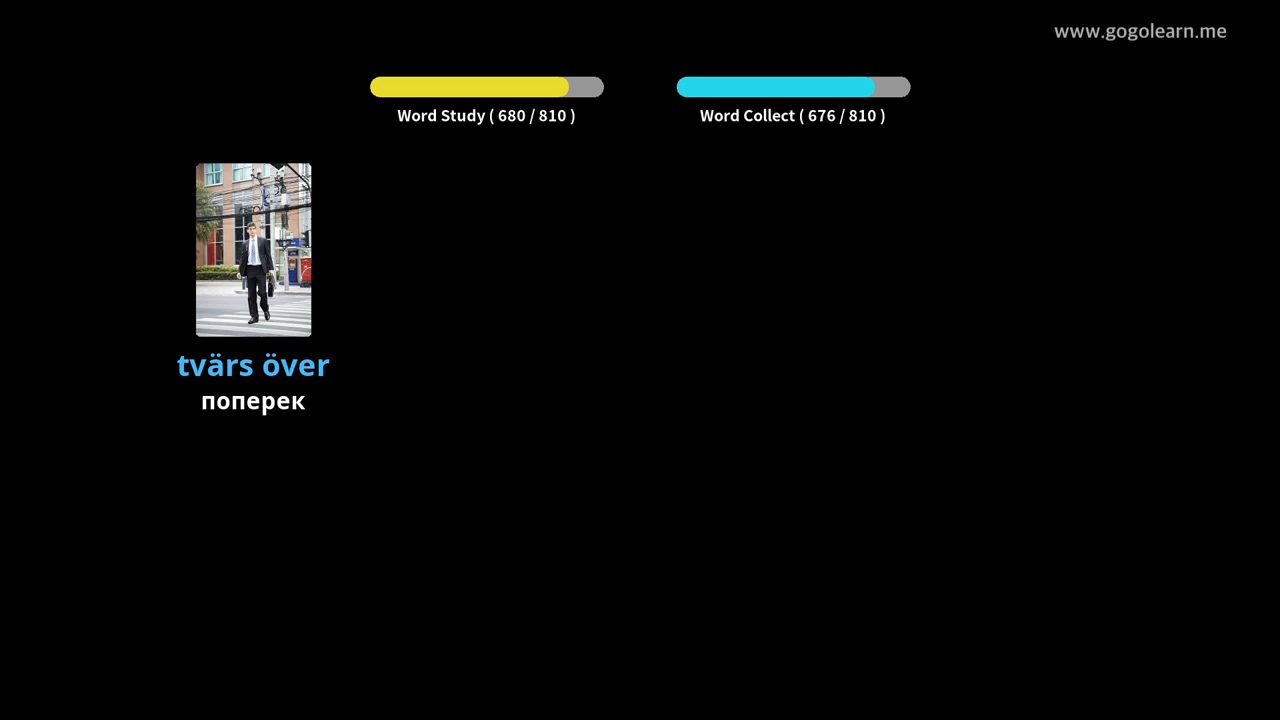 www.gogolearn.me
Word Study ( 680 / 810 )
Word Collect ( 676 / 810 )
tvärs över
поперек